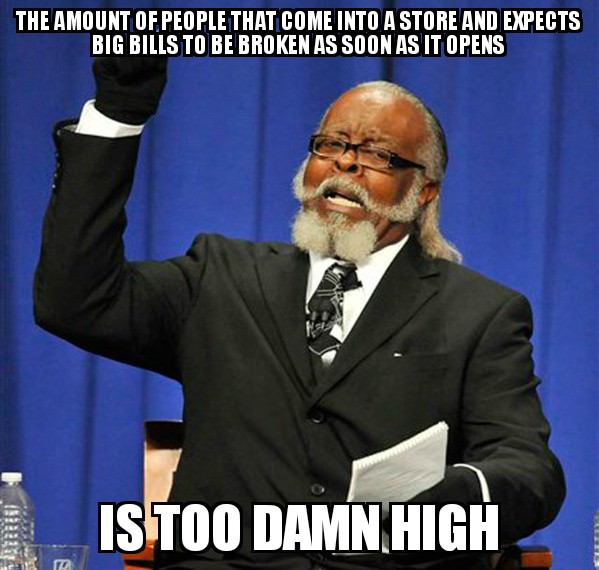 THE AMOUNT OF PEOPLE THAT COME INTO A STORE AND EXPECTS
BIG BILLS TO BE BROKEN AS SOON AS IT OPENS
IS TOO DAMN HIGH